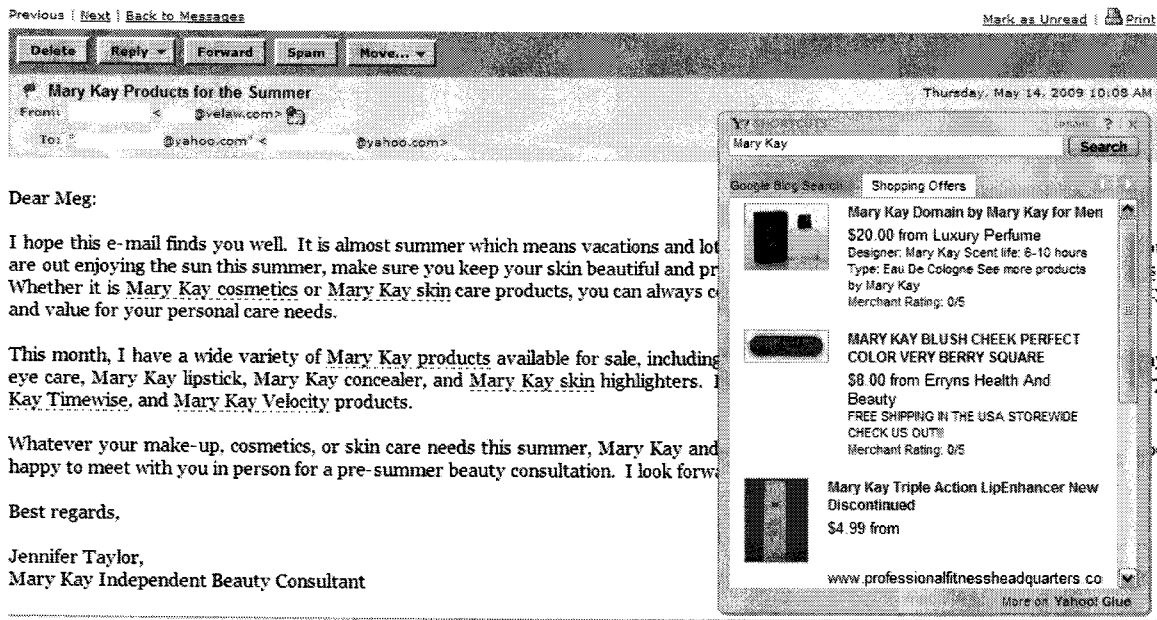 Previous | Next | Back to Messages
Mark as Unread | Print
Delete Reply Forward Spam Move...
Mary Kay Products for the Summer
Thursday, May 14, 2009 10:08 AM
From: < @velaw.com>
To: " @yahoo.com" < @yahoo.com>
Y! SHORTCUTS ? x
Mary Kay Search
Google Blog Search Shopping Offers
Dear Meg:
I hope this e-mail finds you well. It is almost summer which means vacations and lot
are out enjoying the sun this summer, make sure you keep your skin beautiful and pr
Whether it is Mary Kay cosmetics or Mary Kay skin care products, you can always c
and value for your personal care needs.
This month, I have a wide variety of Mary Kay products available for sale, including
eye care, Mary Kay lipstick, Mary Kay concealer, and Mary Kay skin highlighters.
Kay Timewise, and Mary Kay Velocity products.
Whatever your make-up, cosmetics, or skin care needs this summer, Mary Kay and
happy to meet with you in person for a pre-summer beauty consultation. I look forwa
Best regards,
Jennifer Taylor,
Mary Kay Independent Beauty Consultant
Mary Kay Domain by Mary Kay for Men
$20.00 from Luxury Perfume
Designer: Mary Kay Scent life: 6-10 hours
Type: Eau De Cologne See more products
by Mary Kay
Merchant Rating: 0/5
MARY KAY BLUSH CHEEK PERFECT
COLOR VERY BERRY SQUARE
$8.00 from Erryns Health And
Beauty
FREE SHIPPING IN THE USA STOREWIDE
CHECK US OUT!!!
Merchant Rating: 0/5
Mary Kay Triple Action LipEnhancer New
Discontinued
$4.99 from
www.professionalfitnessheadquarters.co
More on Yahoo! Glue